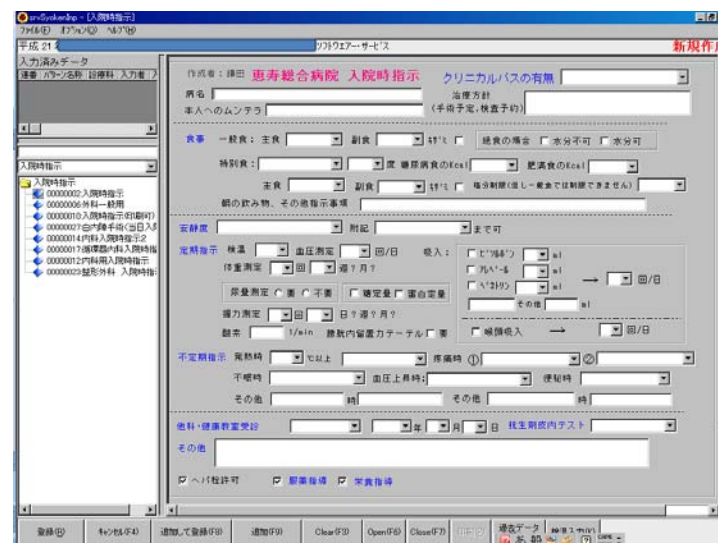 srvSyokenInp - [入院時指示]
ファイル(F) オプション(O) ヘルプ(H)
平成 21年 ソフトウエアー・サービス 新規作成
入力済みデータ
連番 パターン名称 診療科 入力者
入院時指示
入院時指示
00000002:入院時指示
00000006:外科一般用
00000010:入院時指示(印刷可)
00000027:白内障手術(当日入
00000014:内科入院時指示2
00000017:循環器内科入院時指
00000012:内科用入院時指示
00000023:整形外科 入院時指
作成者:鎌田 恵寿総合病院 入院時指示 クリニカルパスの有無
病名 治療方針
本人へのムンテラ (手術予定、検査予約)
食事 一般食: 主食 副食 キザミ 絶食の場合 水分不可 水分可
特別食: 度 糖尿病食のKcal 肥満食のKcal
主食 副食 キザミ 塩分制限(但し一般食では制限できません)
朝の飲み物、その他指示事項
安静度 附記 まで可
定期指示 検温 血圧測定 回/日 吸入: ビソルボン ml
体重測定 回 週?月? アレベール ml → 回/日
尿量測定 要 不要 糖定量 蛋白定量 ベネトリン ml
その他 ml
握力測定 回 日?週?月?
酸素 l/min 膀胱内留置カテーテル 要 喉頭吸入 → 回/日
不定期指示 発熱時 ℃以上 疼痛時 ① ②
不眠時 血圧上昇時: 便秘時
その他 時 その他 時
他科・健康教室受診 年 月 日 抗生剤皮内テスト
その他
ヘパ栓許可 服薬指導 栄養指導
登録(R) キャンセル(F4) 追加して登録(F8) 追加(F9) Clear(F3) Open(F6) Close(F7) 過去データ